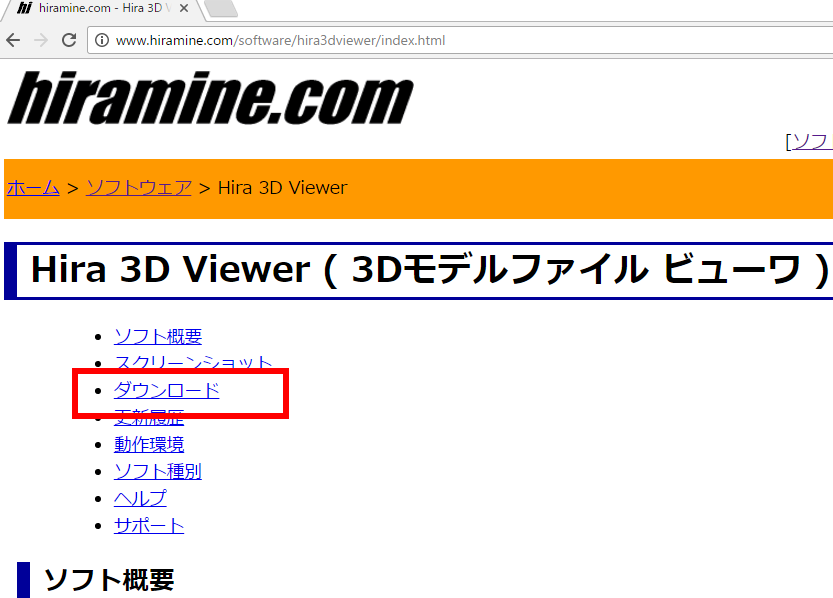 hiramine.com - Hira 3D V
www.hiramine.com/software/hira3dviewer/index.html
hiramine.com
[ソフト
ホーム > ソフトウェア > Hira 3D Viewer
Hira 3D Viewer ( 3Dモデルファイル ビューワ )
ソフト概要
スクリーンショット
ダウンロード
更新履歴
動作環境
ソフト種別
ヘルプ
サポート
ソフト概要